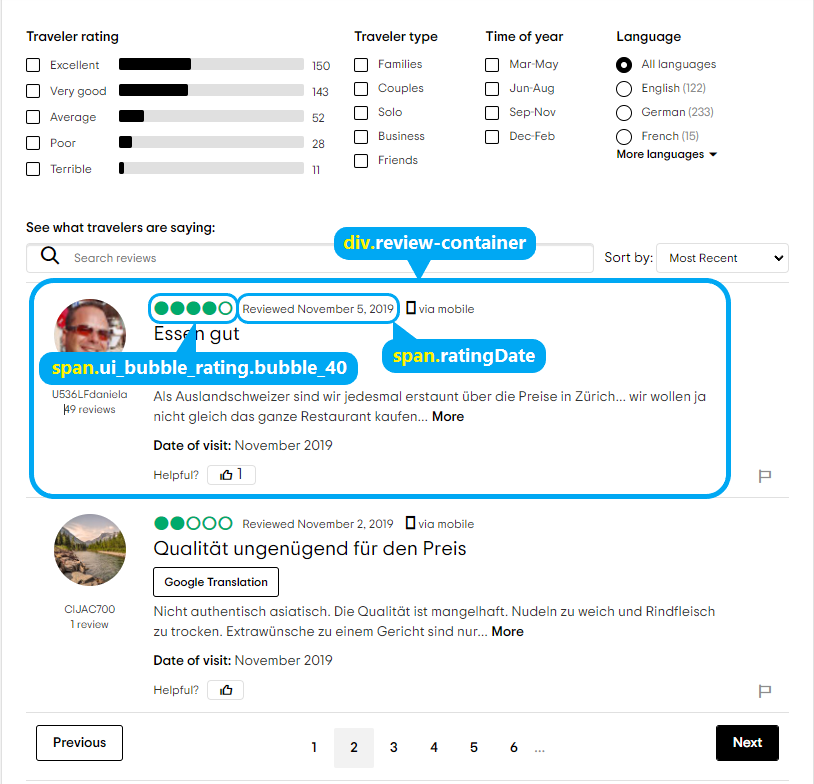 Traveler rating
Excellent 150
Very good 143
Average 52
Poor 28
Terrible 11
Traveler type
Families
Couples
Solo
Business
Friends
Time of year
Mar-May
Jun-Aug
Sep-Nov
Dec-Feb
Language
All languages
English (122)
German (233)
French (15)
More languages
See what travelers are saying:
div.review-container
Search reviews
Sort by: Most Recent
Reviewed November 5, 2019 via mobile
Essen gut
span.ui_bubble_rating.bubble_40
span.ratingDate
U536LFdaniela
49 reviews
Als Auslandschweizer sind wir jedesmal erstaunt über die Preise in Zürich... wir wollen ja
nicht gleich das ganze Restaurant kaufen... More
Date of visit: November 2019
Helpful? 1
Reviewed November 2, 2019 via mobile
Qualität ungenügend für den Preis
Google Translation
CIJAC700
1 review
Nicht authentisch asiatisch. Die Qualität ist mangelhaft. Nudeln zu weich und Rindfleisch
zu trocken. Extrawünsche zu einem Gericht sind nur... More
Date of visit: November 2019
Helpful?
Previous 1 2 3 4 5 6 ... Next